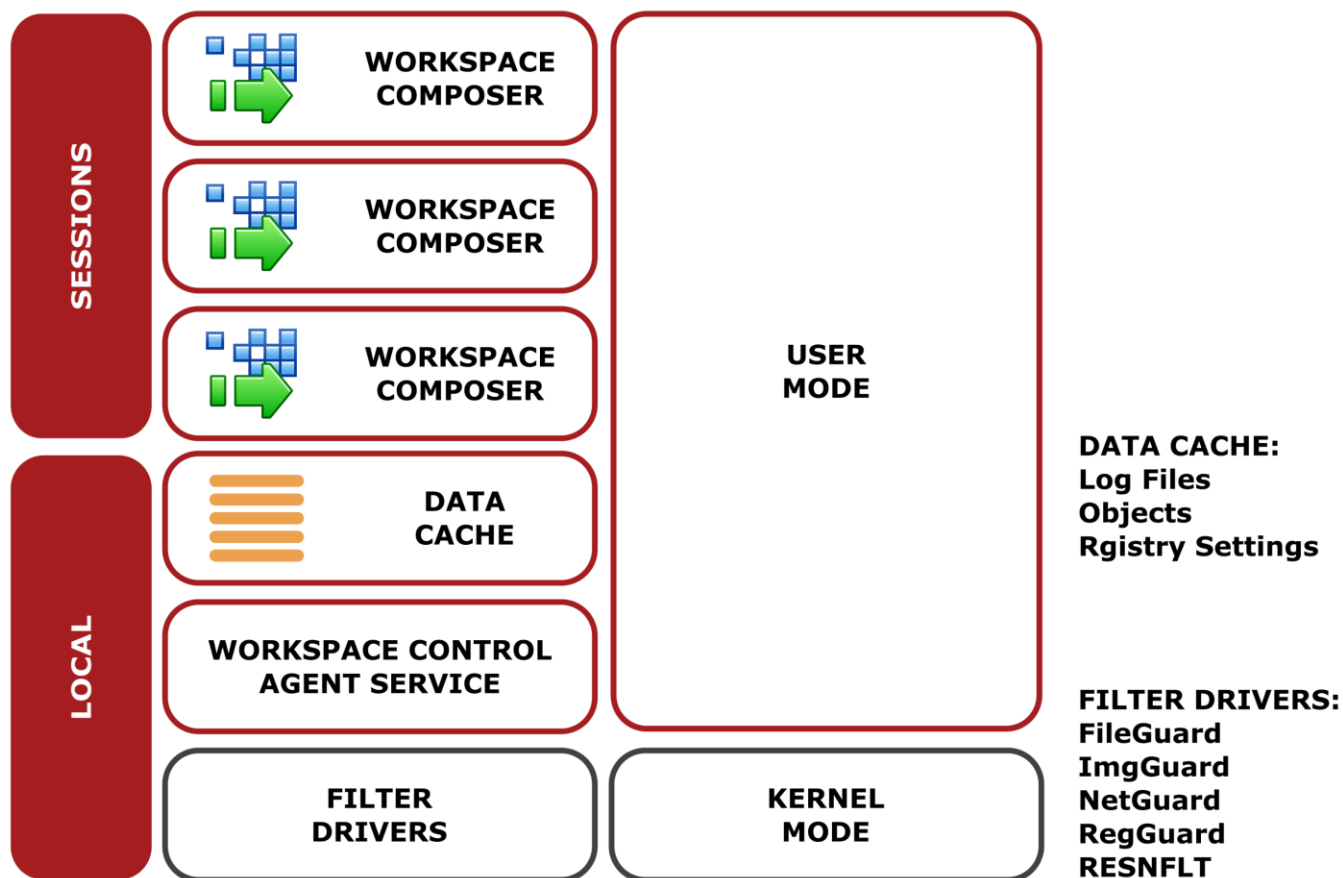 SESSIONS
WORKSPACE
COMPOSER
WORKSPACE
COMPOSER
WORKSPACE
COMPOSER
USER
MODE
LOCAL
DATA
CACHE
WORKSPACE CONTROL
AGENT SERVICE
FILTER
DRIVERS
KERNEL
MODE
DATA CACHE:
Log Files
Objects
Rgistry Settings
FILTER DRIVERS:
FileGuard
ImgGuard
NetGuard
RegGuard
RESNFLT